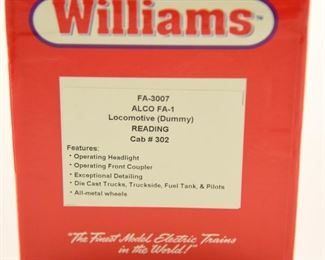 Williams™
FA-3007
ALCO FA-1
Locomotive (Dummy)
READING
Cab # 302
Features:
• Operating Headlight
• Operating Front Coupler
• Exceptional Detailing
• Die Cast Trucks, Truckside, Fuel Tank, & Pilots
• All-metal wheels
"The Finest Model Electric Trains
in the World!"